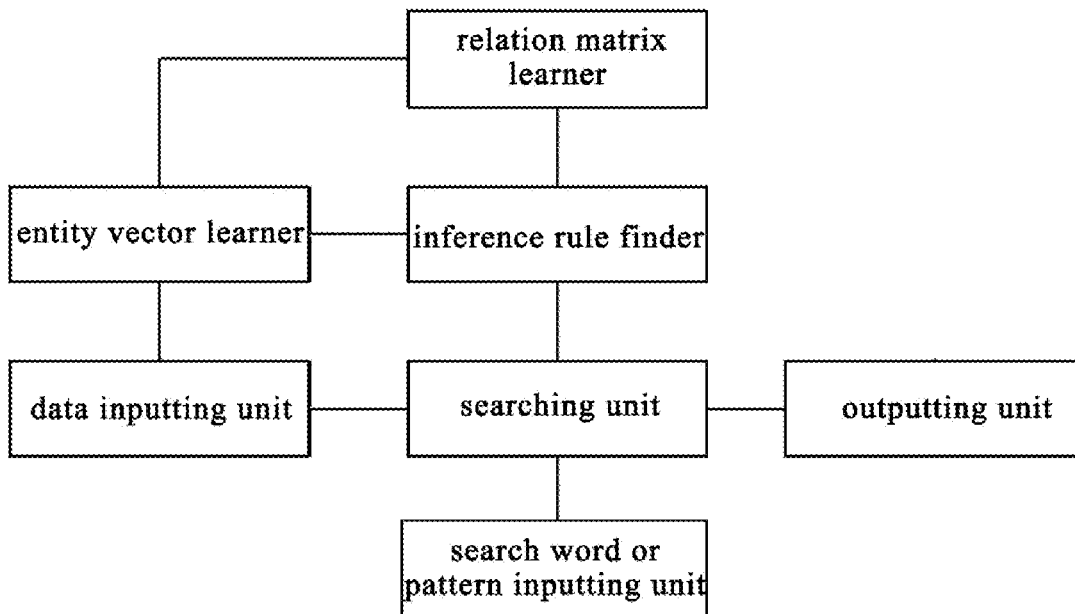 relation matrix
learner
entity vector learner
inference rule finder
data inputting unit
searching unit
outputting unit
search word or
pattern inputting unit